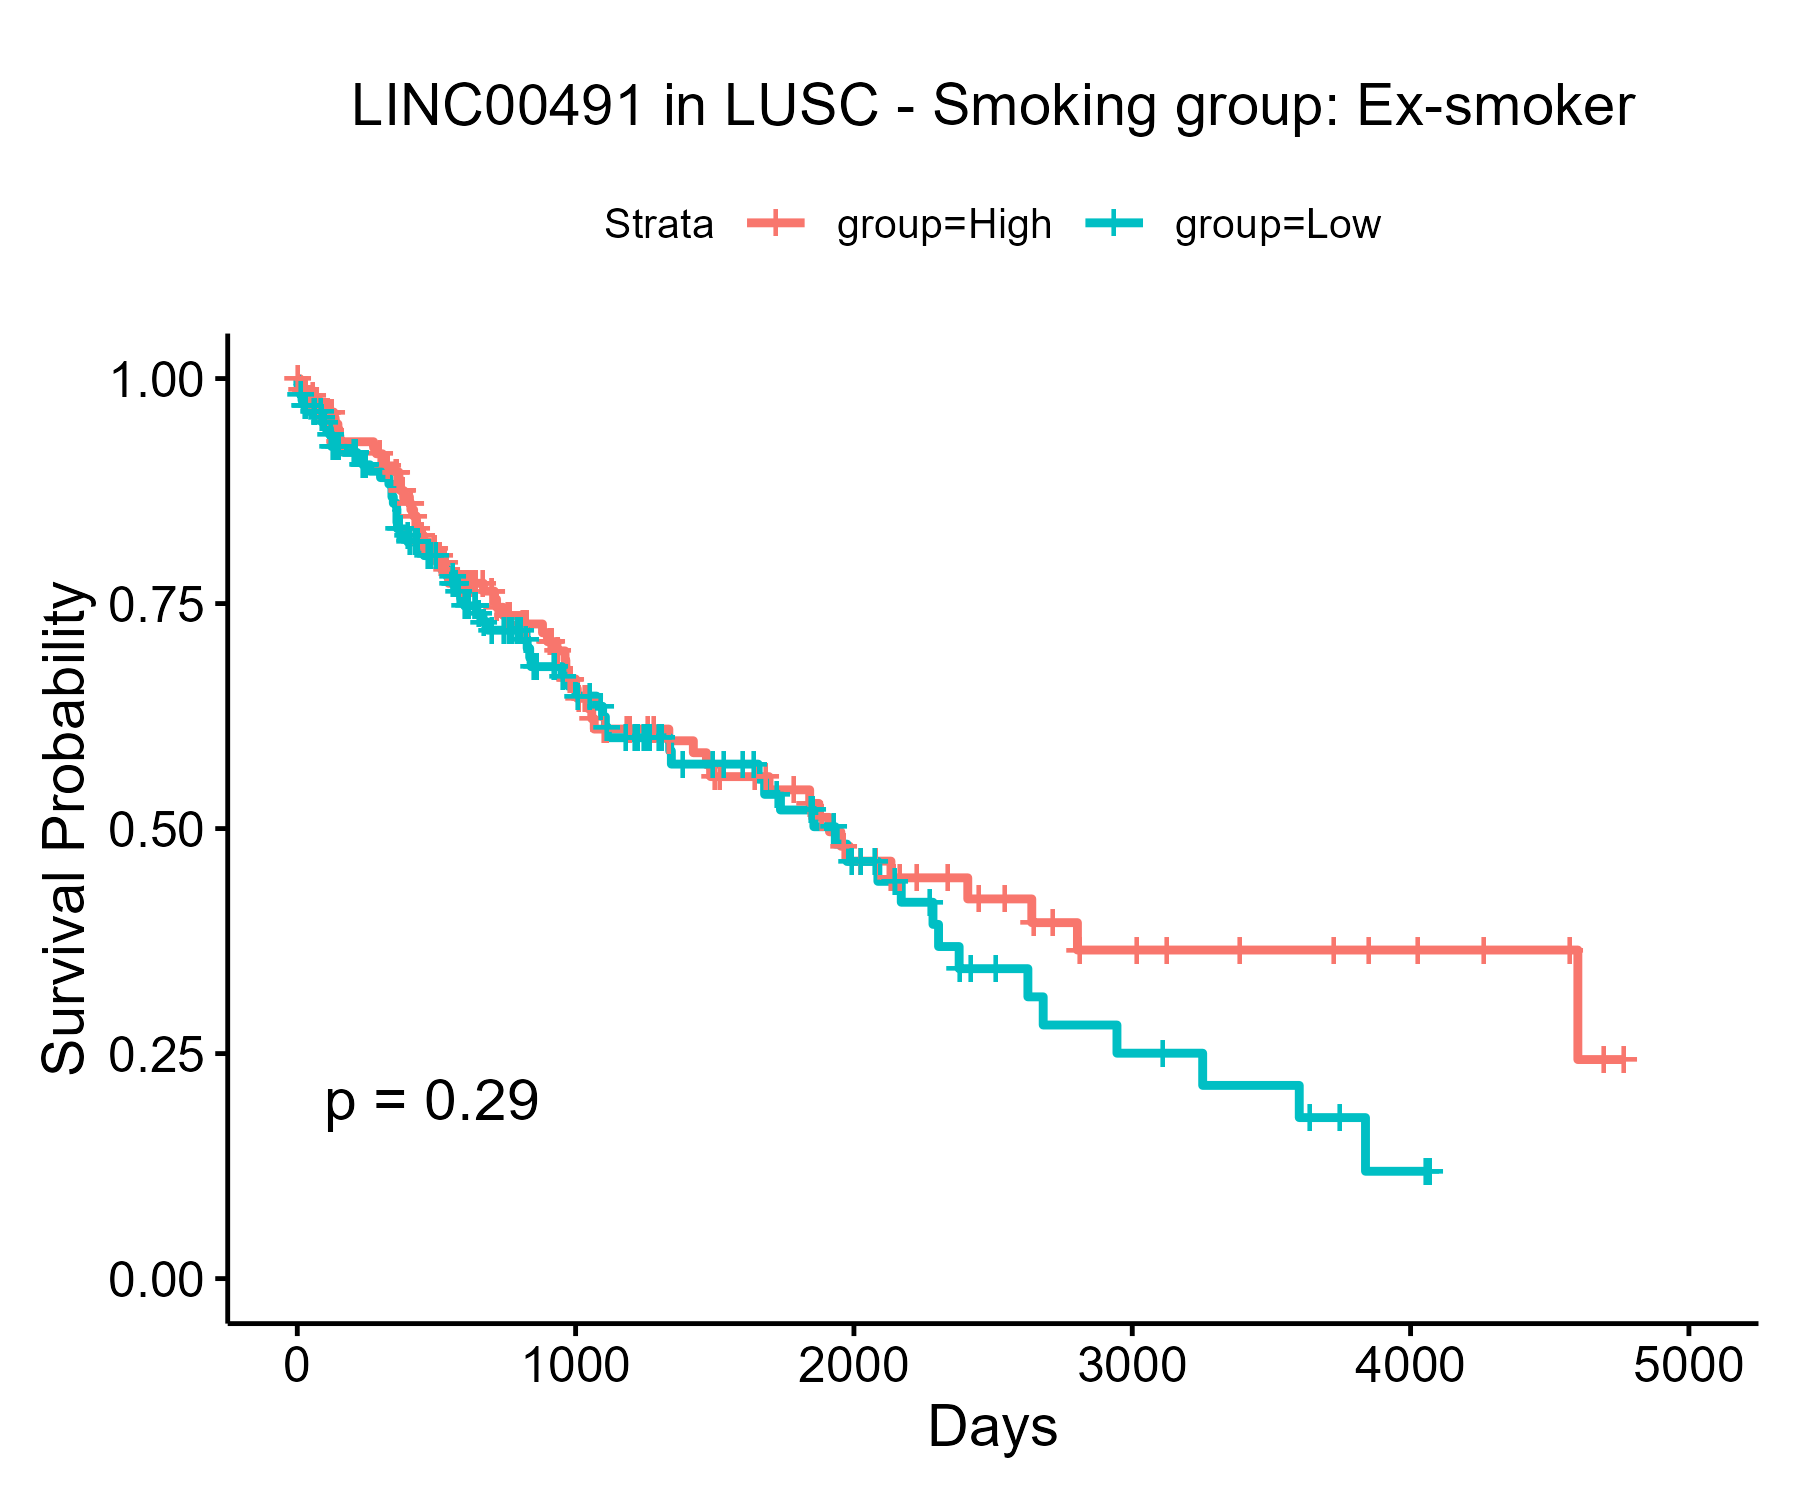 LINC00491 in LUSC - Smoking group: Ex-smoker
Strata group=High group=Low
Survival Probability
1.00
0.75
0.50
0.25
0.00
p = 0.29
0 1000 2000 3000 4000 5000
Days